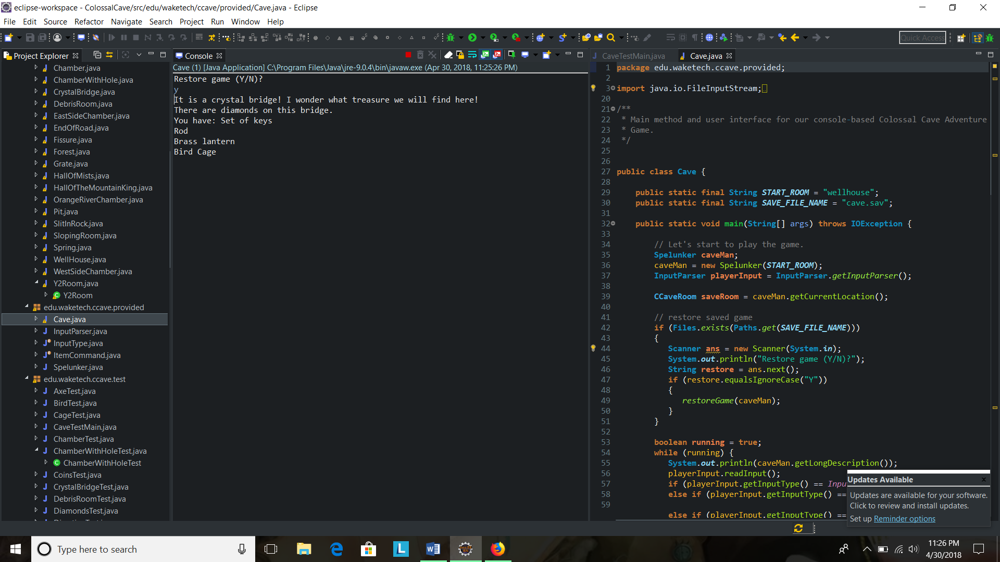 eclipse-workspace - ColossalCave/src/edu/waketech/ccave/provided/Cave.java - Eclipse
File Edit Source Refactor Navigate Search Project Run Window Help
Quick Access
Project Explorer
Chamber.java
ChamberWithHole.java
CrystalBridge.java
DebrisRoom.java
EastSideChamber.java
EndOfRoad.java
Fissure.java
Forest.java
Grate.java
HallOfMists.java
HallOfTheMountainKing.java
OrangeRiverChamber.java
Pit.java
SlitInRock.java
SlopingRoom.java
Spring.java
WellHouse.java
WestSideChamber.java
Y2Room.java
Y2Room
edu.waketech.ccave.provided
Cave.java
InputParser.java
InputType.java
ItemCommand.java
Spelunker.java
edu.waketech.ccave.test
AxeTest.java
BirdTest.java
CageTest.java
CaveTestMain.java
ChamberTest.java
ChamberWithHoleTest.java
ChamberWithHoleTest
CoinsTest.java
CrystalBridgeTest.java
DebrisRoomTest.java
DiamondsTest.java
Console
Cave (1) [Java Application] C:\Program Files\Java\jre-9.0.4\bin\javaw.exe (Apr 30, 2018, 11:25:26 PM)
Restore game (Y/N)?
y
It is a crystal bridge! I wonder what treasure we will find here!
There are diamonds on this bridge.
You have: Set of keys
Rod
Brass lantern
Bird Cage
CaveTestMain.java Cave.java
1 package edu.waketech.ccave.provided;
2
3 import java.io.FileInputStream;
20
21 /**
22 * Main method and user interface for our console-based Colossal Cave Adventure
23 * Game.
24 */
25
26
27 public class Cave {
28
29 public static final String START_ROOM = "wellhouse";
30 public static final String SAVE_FILE_NAME = "cave.sav";
31
32 public static void main(String[] args) throws IOException {
33
34 // Let's start to play the game.
35 Spelunker caveMan;
36 caveMan = new Spelunker(START_ROOM);
37 InputParser playerInput = InputParser.getInputParser();
38
39 CCaveRoom saveRoom = caveMan.getCurrentLocation();
40
41 // restore saved game
42 if (Files.exists(Paths.get(SAVE_FILE_NAME)))
43 {
44 Scanner ans = new Scanner(System.in);
45 System.out.println("Restore game (Y/N)?");
46 String restore = ans.next();
47 if (restore.equalsIgnoreCase("Y"))
48 {
49 restoreGame(caveMan);
50 }
51 }
52
53 boolean running = true;
54 while (running) {
55 System.out.println(caveMan.getLongDescription());
56 playerInput.readInput();
57 if (playerInput.getInputType() == Inpu
58 else if (playerInput.getInputType() ==
59
else if (playerInput.getInputType() ==
Updates Available
Updates are available for your software.
Click to review and install updates.
Set up Reminder options
Type here to search
11:26 PM
4/30/2018